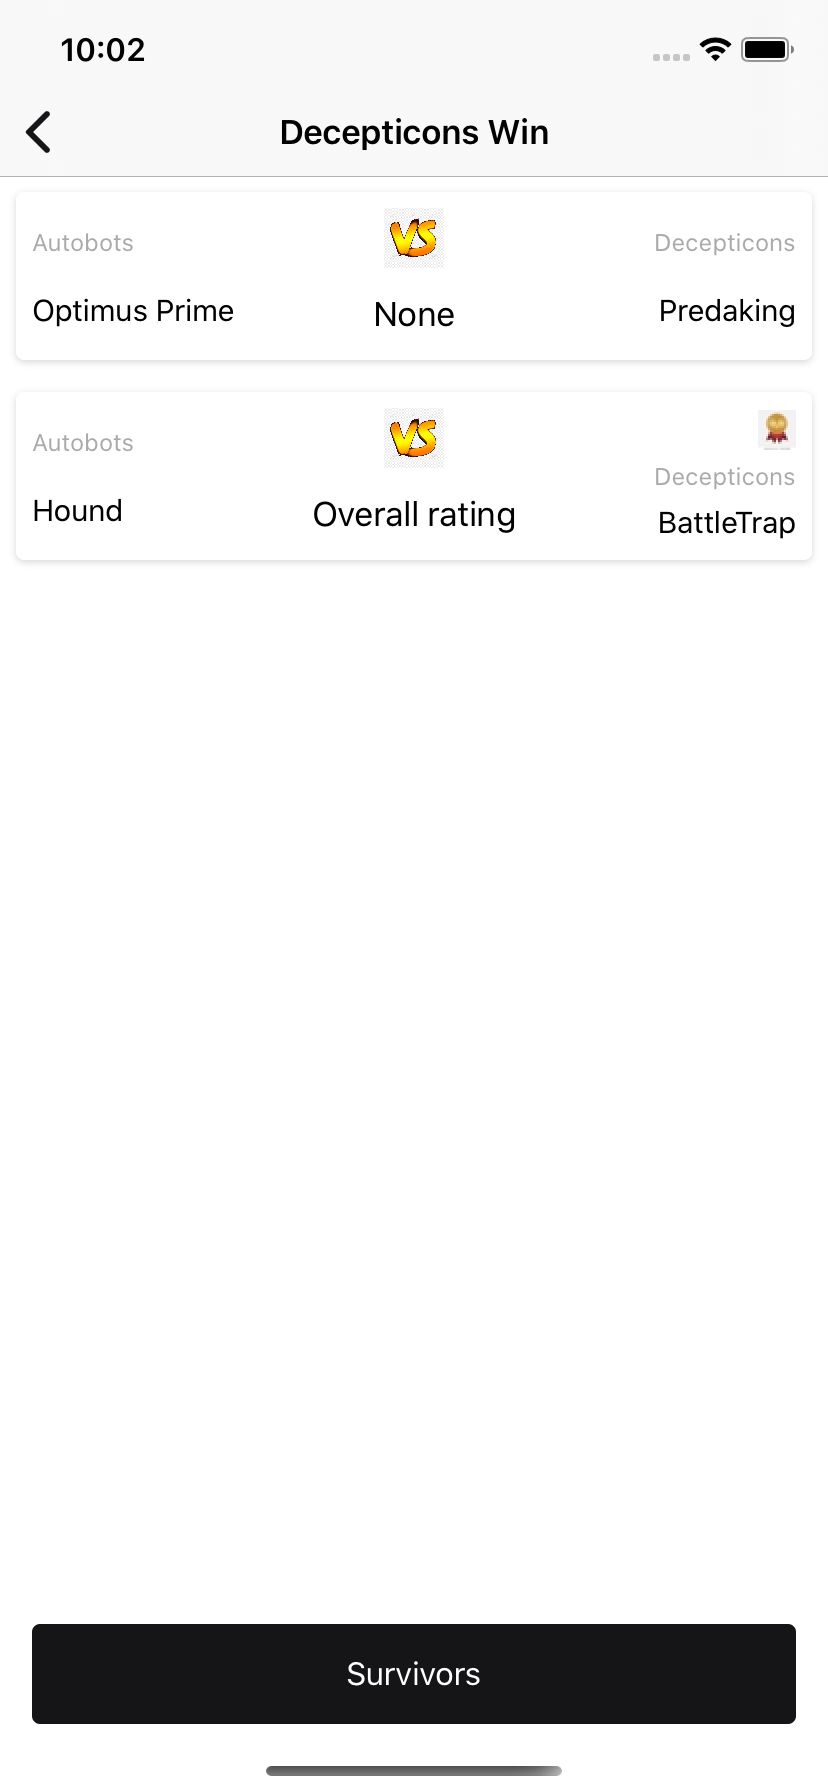 10:02
Decepticons Win
Autobots
VS
Decepticons
Optimus Prime
None
Predaking
Autobots
VS
Decepticons
Hound
Overall rating
BattleTrap
Survivors